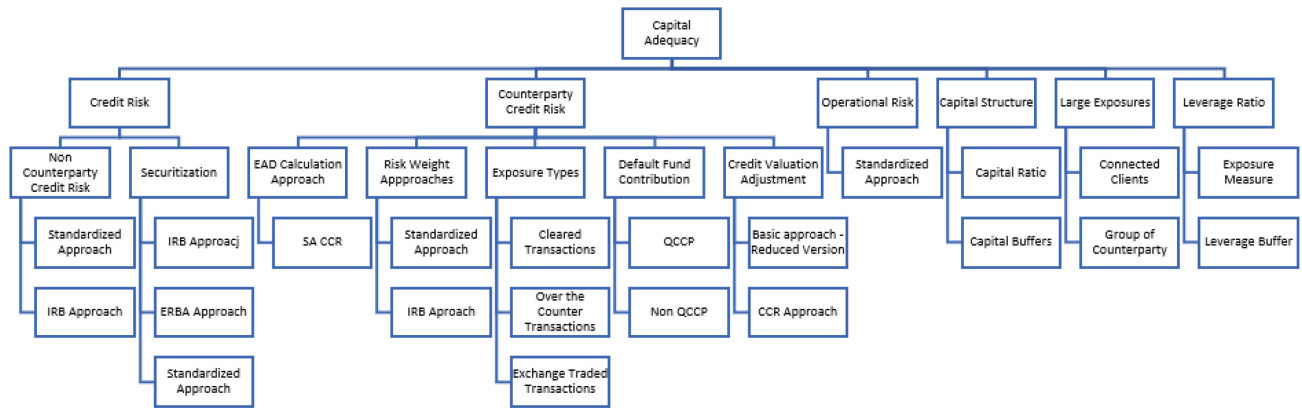 Capital
Adequacy
Credit Risk
Counterparty
Credit Risk
Operational Risk
Capital Structure
Large Exposures
Leverage Ratio
Non
Counterparty
Credit Risk
Securitization
EAD Calculation
Approach
Risk Weight
Appproaches
Exposure Types
Default Fund
Contribution
Credit Valuation
Adjustment
Standardized
Approach
Capital Ratio
Connected
Clients
Exposure
Measure
Standardized
Approach
IRB Approacj
SA CCR
Standardized
Approach
Cleared
Transactions
QCCP
Basic approach -
Reduced Version
Capital Buffers
Group of
Counterparty
Leverage Buffer
IRB Approach
ERBA Approach
IRB Aproach
Over the
Counter
Transactions
Non QCCP
CCR Approach
Standardized
Approach
Exchange Traded
Transactions